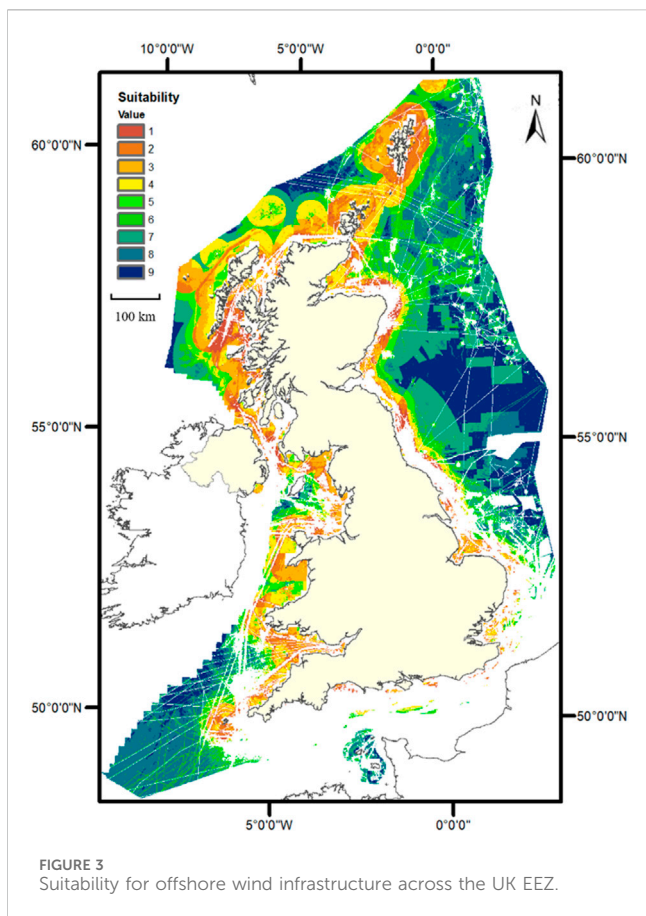 10°0'0"W 5°0'0"W 0°0'0"
Suitability
Value
1
2
3
4
5
6
7
8
9
100 km
N
60°0'0"N 60°0'0"N
55°0'0"N 55°0'0"N
50°0'0"N 50°0'0"N
5°0'0"W 0°0'0"
FIGURE 3
Suitability for offshore wind infrastructure across the UK EEZ.